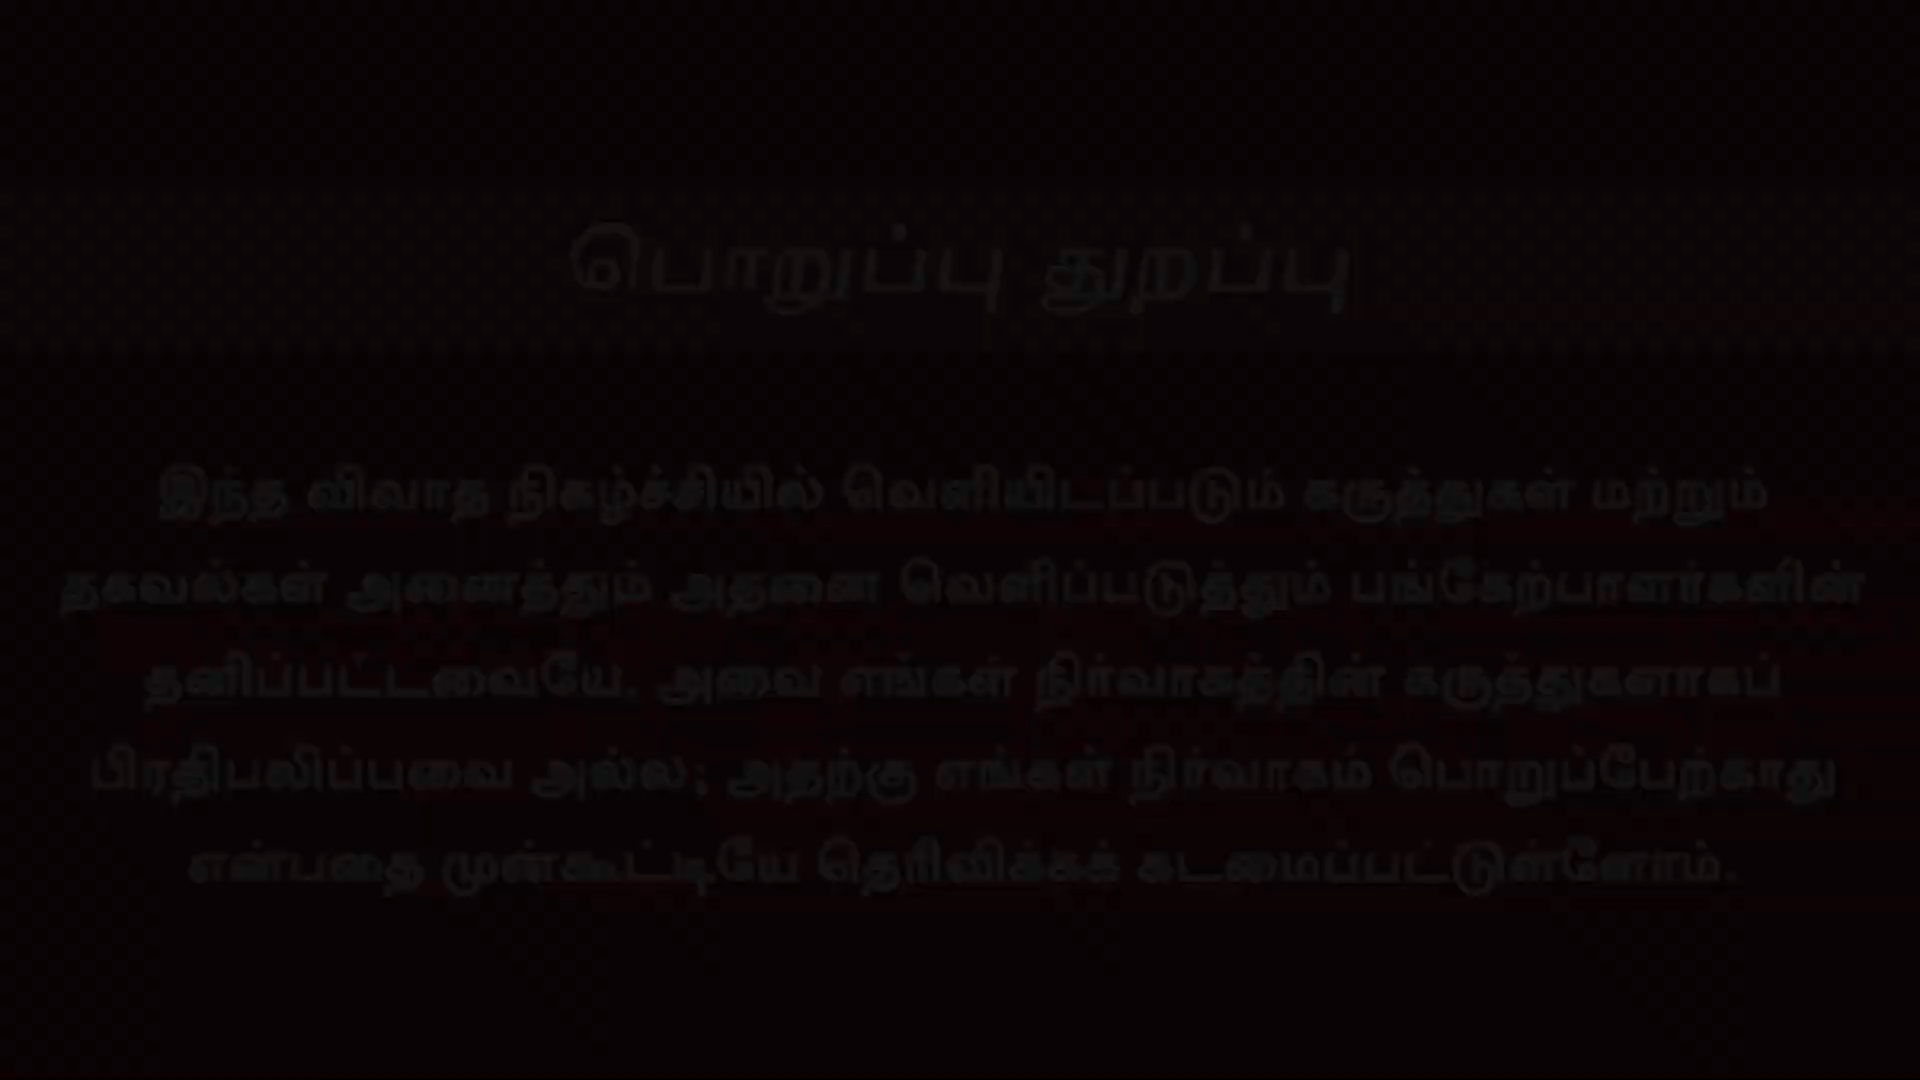 பொறுப்பு துறப்பு
இந்த விவாத நிகழ்ச்சியில் வெளியிடப்படும் கருத்துகள் மற்றும்
தகவல்கள் அனைத்தும் அதனை வெளிப்படுத்தும் பங்கேற்பாளர்களின்
தனிப்பட்டவையே. அவை எங்கள் நிர்வாகத்தின் கருத்துகளாகப்
பிரதிபலிப்பவை அல்ல; அதற்கு எங்கள் நிர்வாகம் பொறுப்பேற்காது
என்பதை முன்கூட்டியே தெரிவிக்கக் கடமைப்பட்டுள்ளோம்.